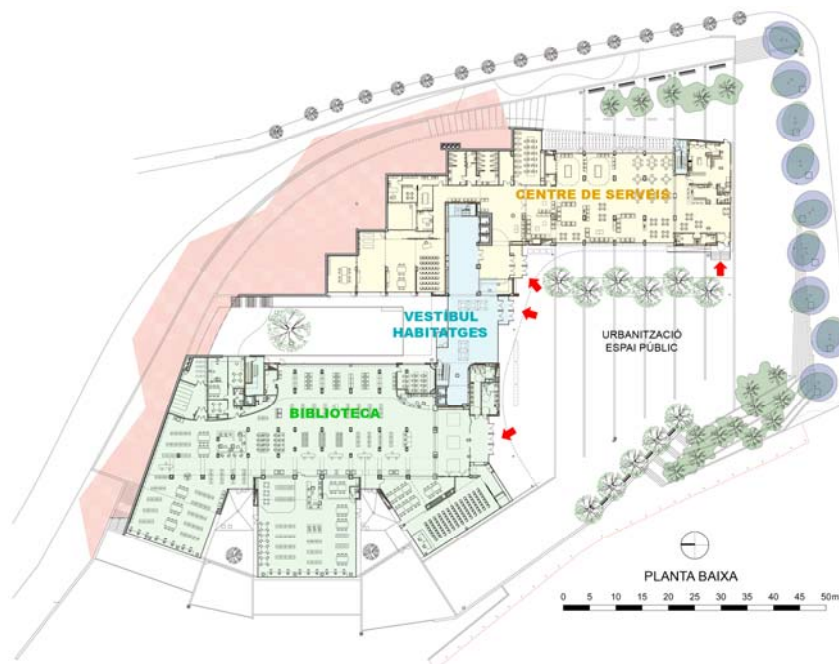 CENTRE DE SERVEIS
VESTÍBUL
HABITATGES
URBANITZACIÓ
ESPAI PÚBLIC
BIBLIOTECA
PLANTA BAIXA
0 5 10 15 20 25 30 35 40 45 50m